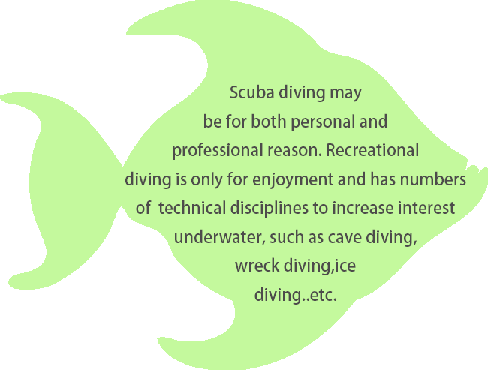 Scuba diving may
be for both personal and
professional reason. Recreational
diving is only for enjoyment and has numbers
of technical disciplines to increase interest
underwater, such as cave diving,
wreck diving,ice
diving..etc.